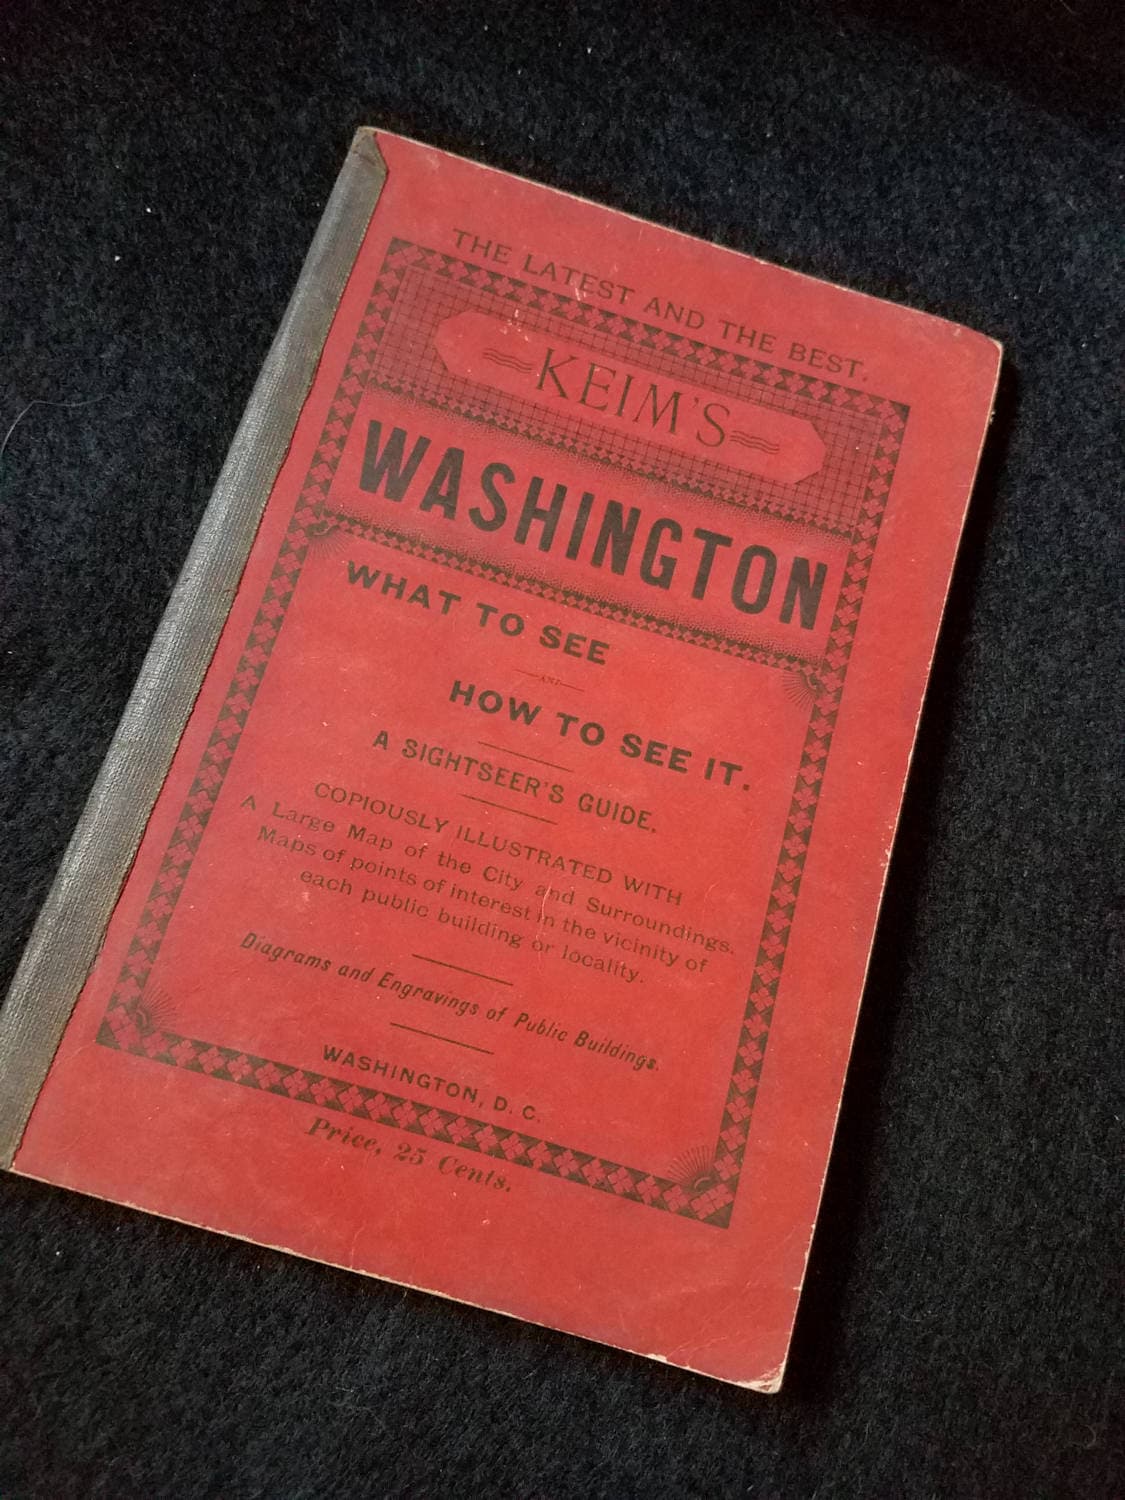 THE LATEST AND THE BEST.
KEIM'S
WASHINGTON
WHAT TO SEE
AND
HOW TO SEE IT.
A SIGHTSEER'S GUIDE.
COPIOUSLY ILLUSTRATED WITH
A Large Map of the City and Surroundings.
Maps of points of interest in the vicinity of
each public building or locality.
Diagrams and Engravings of Public Buildings.
WASHINGTON, D. C.
Price, 25 Cents.